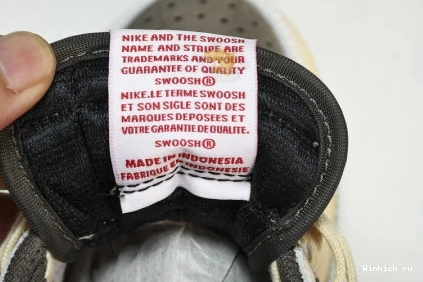 NIKE AND THE SWOOSH
NAME AND STRIPE ARE
TRADEMARKS AND YOUR
GUARANTEE OF QUALITY
SWOOSH®
NIKE.LE TERME SWOOSH
ET SON SIGLE SONT DES
MARQUES DEPOSEES ET
VOTRE GARANTIE DE QUALITE.
SWOOSH®
MADE IN INDONESIA
FABRIQUE EN INDONESIE
Winkick ru